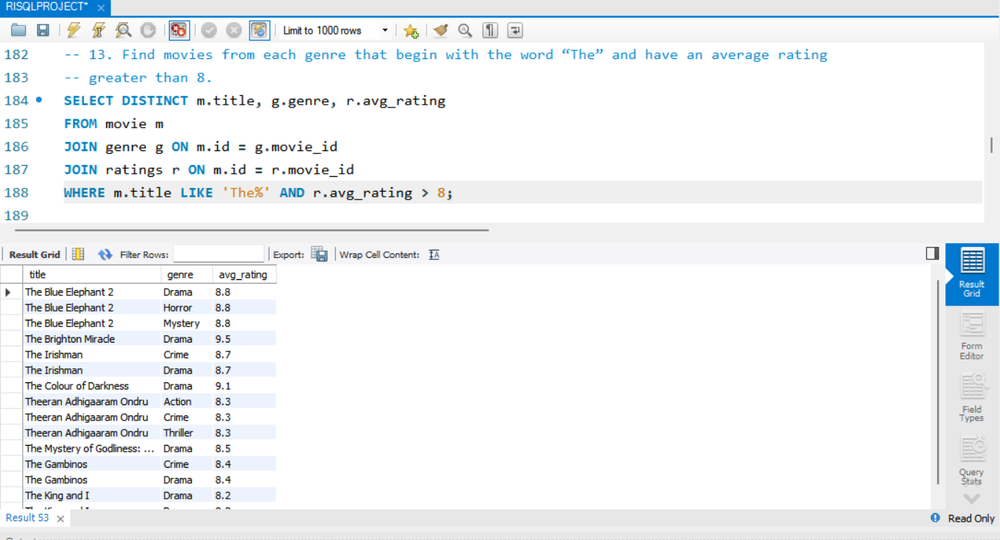 RISQLPROJECT*
Limit to 1000 rows
182 -- 13. Find movies from each genre that begin with the word “The” and have an average rating
183 -- greater than 8.
184 SELECT DISTINCT m.title, g.genre, r.avg_rating
185 FROM movie m
186 JOIN genre g ON m.id = g.movie_id
187 JOIN ratings r ON m.id = r.movie_id
188 WHERE m.title LIKE 'The%' AND r.avg_rating > 8;
189
Result Grid Filter Rows: Export: Wrap Cell Content: IA
title genre avg_rating
The Blue Elephant 2 Drama 8.8
The Blue Elephant 2 Horror 8.8
The Blue Elephant 2 Mystery 8.8
The Brighton Miracle Drama 9.5
The Irishman Crime 8.7
The Irishman Drama 8.7
The Colour of Darkness Drama 9.1
Theeran Adhigaaram Ondru Action 8.3
Theeran Adhigaaram Ondru Crime 8.3
Theeran Adhigaaram Ondru Thriller 8.3
The Mystery of Godliness: ... Drama 8.5
The Gambinos Crime 8.4
The Gambinos Drama 8.4
The King and I Drama 8.2
Result
Grid
Form
Editor
Field
Types
Query
Stats
Result 53
Read Only